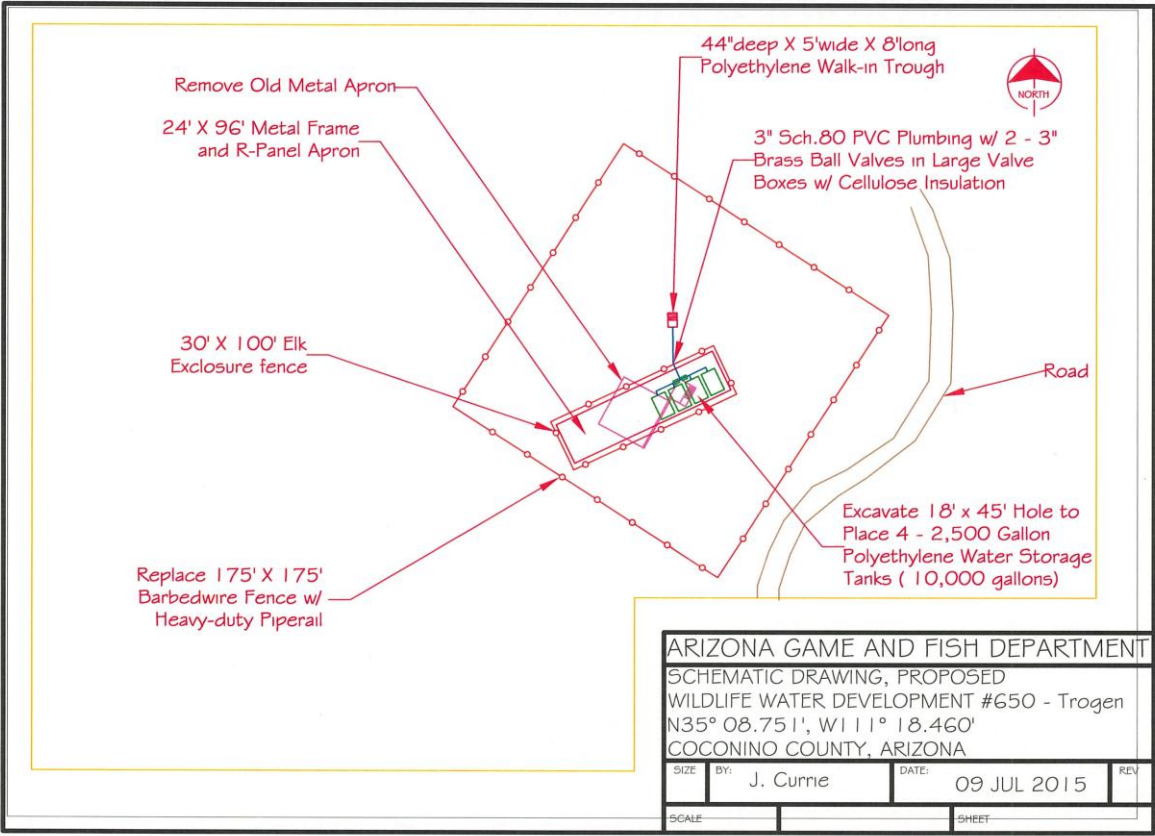 44"deep X 5'wide X 8'long
Polyethylene Walk-in Trough
NORTH
Remove Old Metal Apron
24' X 96' Metal Frame
and R-Panel Apron
3" Sch.80 PVC Plumbing w/ 2 - 3"
Brass Ball Valves in Large Valve
Boxes w/ Cellulose Insulation
30' X 100' Elk
Exclosure fence
Road
Excavate 18' x 45' Hole to
Place 4 - 2,500 Gallon
Polyethylene Water Storage
Tanks ( 10,000 gallons)
Replace 175' X 175'
Barbedwire Fence w/
Heavy-duty Piperail
ARIZONA GAME AND FISH DEPARTMENT
SCHEMATIC DRAWING, PROPOSED
WILDLIFE WATER DEVELOPMENT #650 - Trogen
N35° 08.751', W111° 18.460'
COCONINO COUNTY, ARIZONA
SIZE BY: J. Currie DATE: 09 JUL 2015 REV
SCALE SHEET